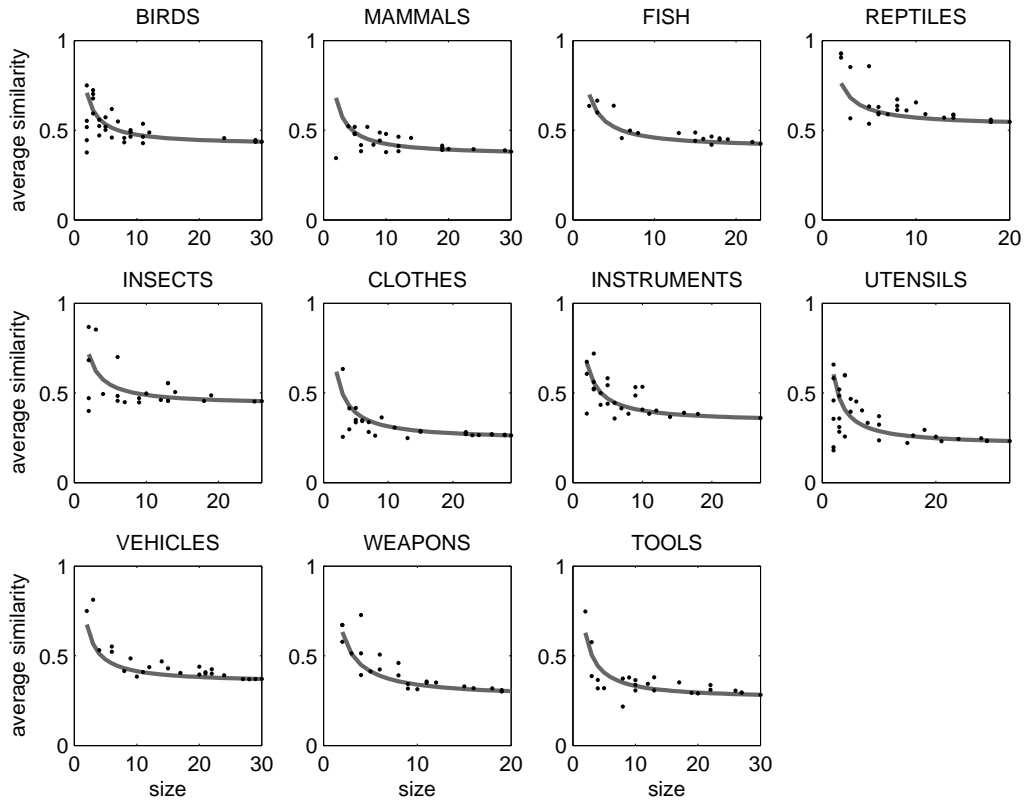 BIRDS MAMMALS FISH REPTILES
average similarity
1 1 1 1
0.5 0.5 0.5 0.5
0 0 0 0
0 10 20 30 0 10 20 30 0 10 20 0 10 20
INSECTS CLOTHES INSTRUMENTS UTENSILS
average similarity
1 1 1 1
0.5 0.5 0.5 0.5
0 0 0 0
0 10 20 0 10 20 0 10 20 0 20
VEHICLES WEAPONS TOOLS
average similarity
1 1 1
0.5 0.5 0.5
0 0 0
0 10 20 30 0 10 20 0 10 20 30
size size size